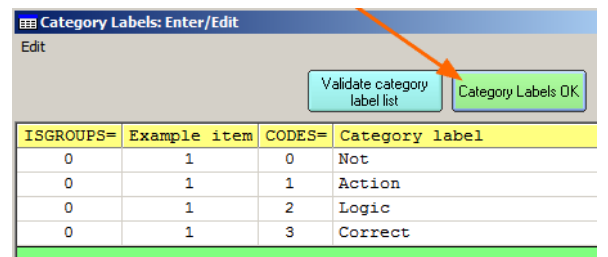 Category Labels: Enter/Edit
Edit
Validate category
label list
Category Labels OK
ISGROUPS= Example item CODES= Category label
0 1 0 Not
0 1 1 Action
0 1 2 Logic
0 1 3 Correct